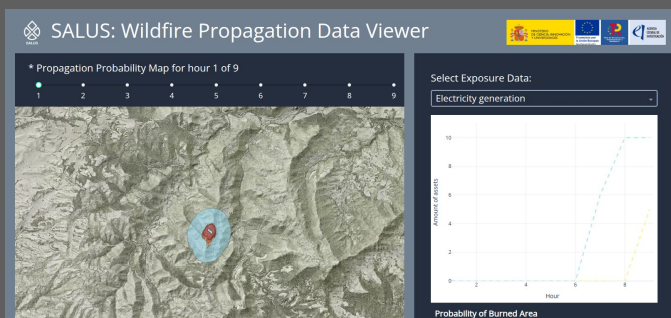 SALUS: Wildfire Propagation Data Viewer
SALUS
* Propagation Probability Map for hour 1 of 9
1 2 3 4 5 6 7 8 9
Select Exposure Data:
Electricity generation
10
8
6
4
2
0
Amount of assets
2 4 6 8
Hour
Probability of Burned Area